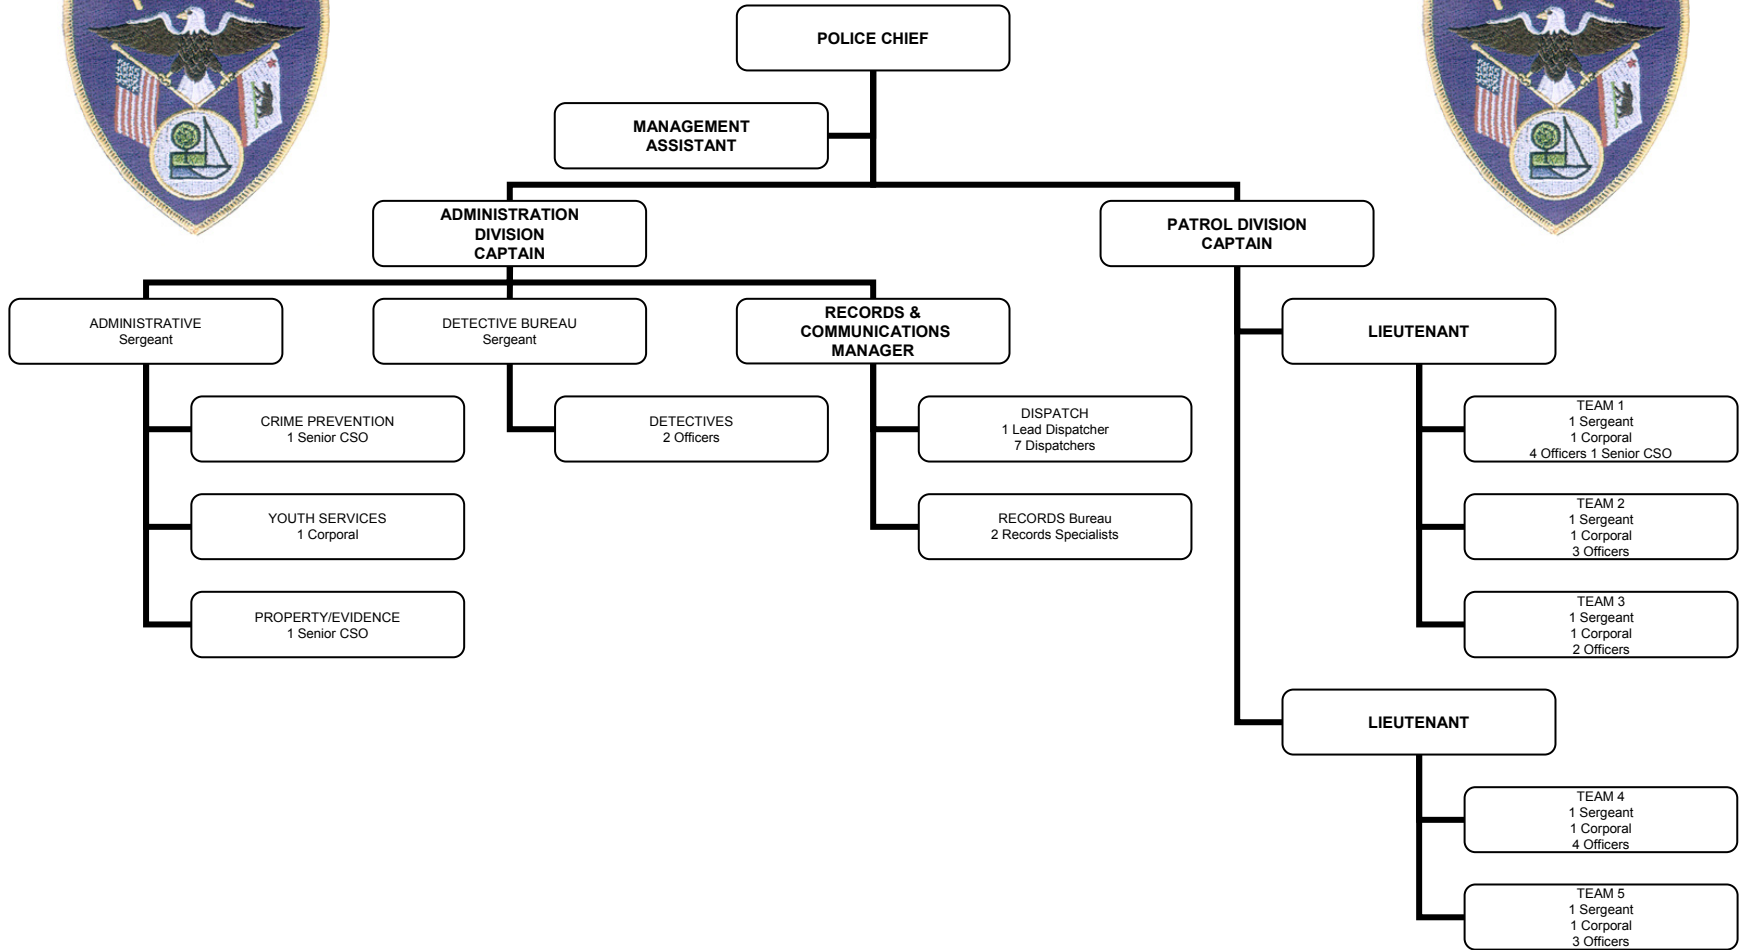 POLICE CHIEF
MANAGEMENT
ASSISTANT
ADMINISTRATION
DIVISION
CAPTAIN
PATROL DIVISION
CAPTAIN
ADMINISTRATIVE
Sergeant
DETECTIVE BUREAU
Sergeant
RECORDS &
COMMUNICATIONS
MANAGER
LIEUTENANT
CRIME PREVENTION
1 Senior CSO
DETECTIVES
2 Officers
DISPATCH
1 Lead Dispatcher
7 Dispatchers
TEAM 1
1 Sergeant
1 Corporal
4 Officers 1 Senior CSO
YOUTH SERVICES
1 Corporal
RECORDS Bureau
2 Records Specialists
TEAM 2
1 Sergeant
1 Corporal
3 Officers
PROPERTY/EVIDENCE
1 Senior CSO
TEAM 3
1 Sergeant
1 Corporal
2 Officers
LIEUTENANT
TEAM 4
1 Sergeant
1 Corporal
4 Officers
TEAM 5
1 Sergeant
1 Corporal
3 Officers